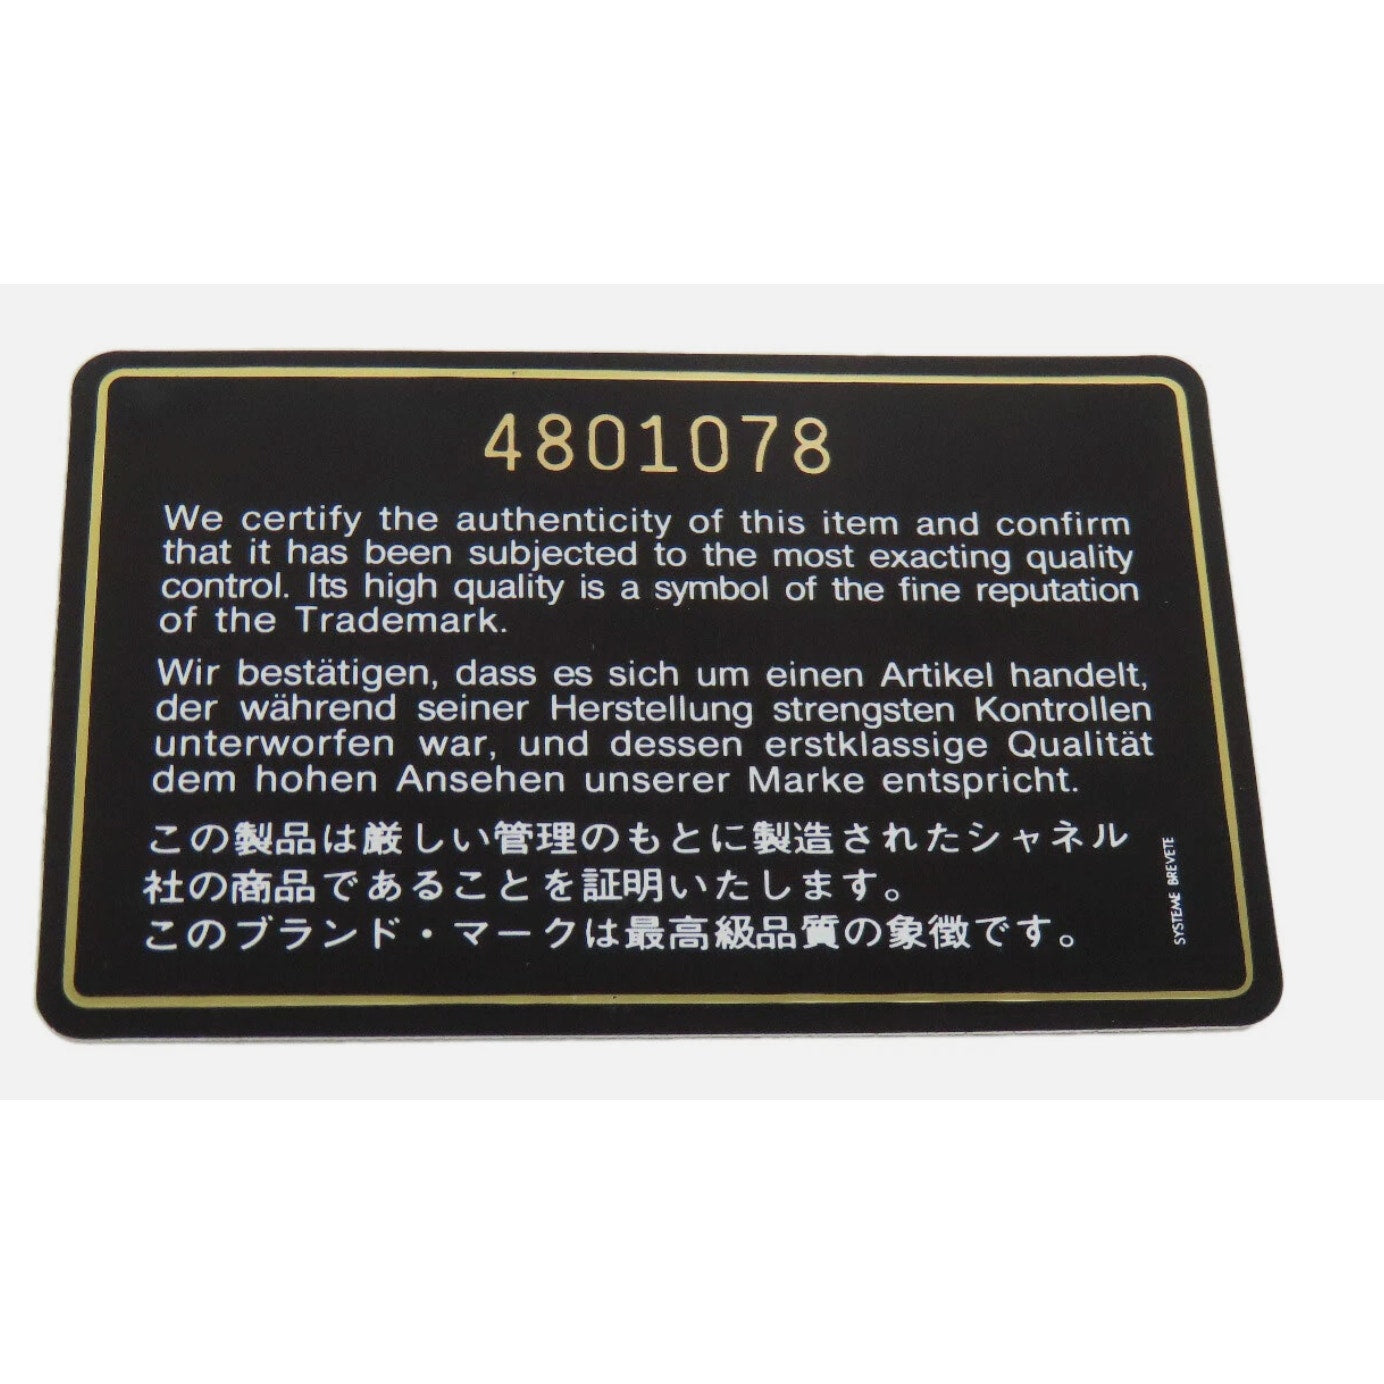 4801078
We certify the authenticity of this item and confirm
that it has been subjected to the most exacting quality
control. Its high quality is a symbol of the fine reputation
of the Trademark.
Wir bestätigen, dass es sich um einen Artikel handelt,
der während seiner Herstellung strengsten Kontrollen
unterworfen war, und dessen erstklassige Qualität
dem hohen Ansehen unserer Marke entspricht.
この製品は厳しい管理のもとに製造されたシャネル
社の商品であることを証明いたします。
このブランド・マークは最高級品質の象徴です。
SYSTEME BREVETE